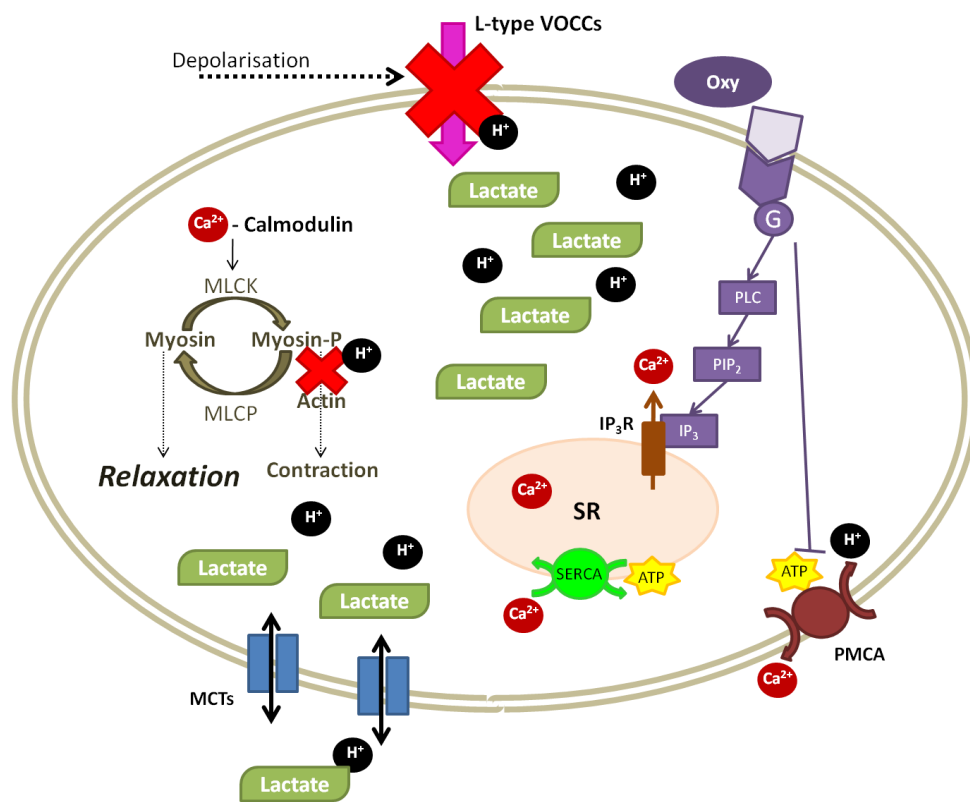 L-type VOCCs
Depolarisation
Oxy
H⁺
Lactate
H⁺
Ca²⁺ - Calmodulin
G
Lactate
H⁺
H⁺
MLCK
PLC
Lactate
Myosin
Myosin-P
H⁺
Ca²⁺
PIP₂
Lactate
Actin
MLCP
IP₃R
IP₃
Relaxation
Contraction
Ca²⁺
SR
H⁺
H⁺
H⁺
Lactate
SERCA
ATP
ATP
Lactate
Ca²⁺
PMCA
Ca²⁺
MCTs
H⁺
Lactate